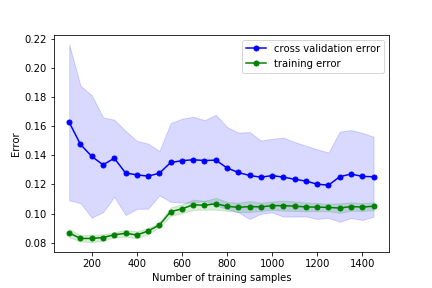 0.22
cross validation error
training error
0.20
0.18
0.16
Error
0.14
0.12
0.10
0.08
200 400 600 800 1000 1200 1400
Number of training samples